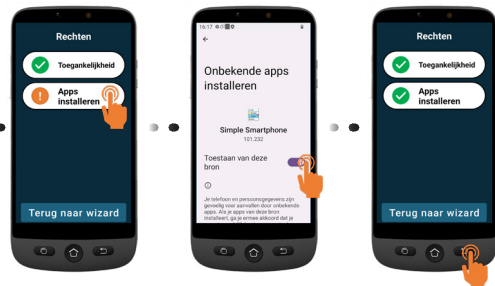 Rechten
Toegankelijkheid
Apps
installeren
Terug naar wizard
16:17
Onbekende apps
installeren
Simple Smartphone
101.232
Toestaan van deze
bron
Je telefoon en persoonsgegevens zijn
gevoelig voor aanvallen door onbekende
apps. Als je apps van deze bron
installeert, ga je ermee akkoord dat je
Rechten
Toegankelijkheid
Apps
installeren
Terug naar wizard